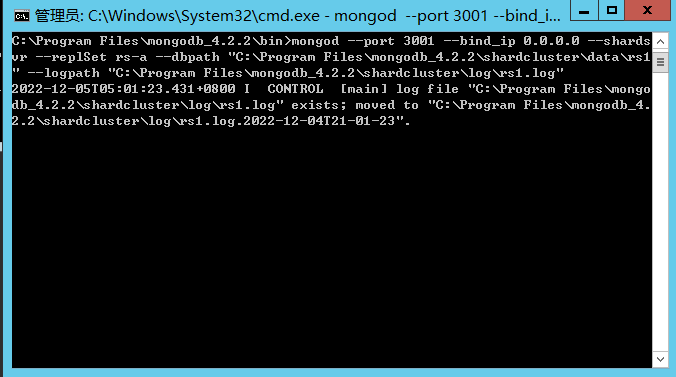 管理员: C:\Windows\System32\cmd.exe - mongod  --port 3001 --bind_i...
C:\Program Files\mongodb_4.2.2\bin>mongod --port 3001 --bind_ip 0.0.0.0 --shards
vr --replSet rs-a --dbpath "C:\Program Files\mongodb_4.2.2\shardcluster\data\rs1
" --logpath "C:\Program Files\mongodb_4.2.2\shardcluster\log\rs1.log"
2022-12-05T05:01:23.431+0800 I  CONTROL  [main] log file "C:\Program Files\mongo
db_4.2.2\shardcluster\log\rs1.log" exists; moved to "C:\Program Files\mongodb_4.
2.2\shardcluster\log\rs1.log.2022-12-04T21-01-23".